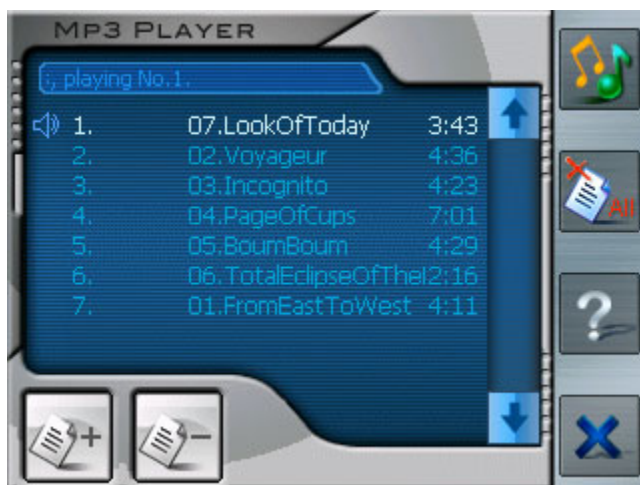 MP3 PLAYER
:, playing No.1.
1. 07.LookOfToday 3:43
2. 02.Voyageur 4:36
3. 03.Incognito 4:23
4. 04.PageOfCups 7:01
5. 05.BoumBoum 4:29
6. 06.TotalEclipseOfTheI2:16
7. 01.FromEastToWest 4:11
All